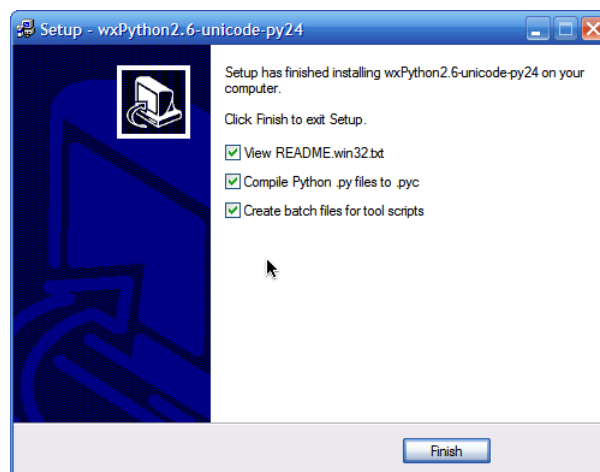 Setup - wxPython2.6-unicode-py24
Setup has finished installing wxPython2.6-unicode-py24 on your
computer.
Click Finish to exit Setup.
View README.win32.txt
Compile Python .py files to .pyc
Create batch files for tool scripts
Finish